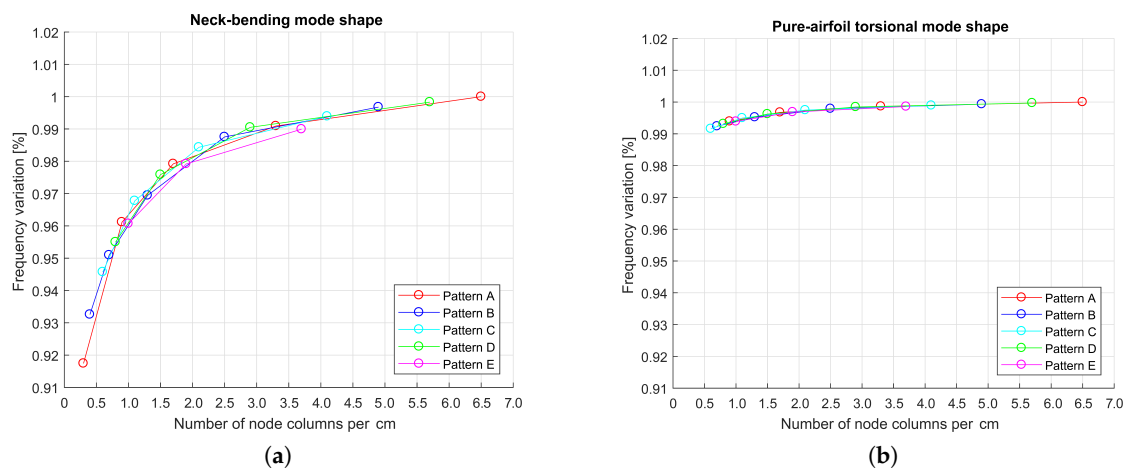 Neck-bending mode shape
1.02
1.01
1
0.99
0.98
0.97
0.96
0.95
0.94
0.93
0.92
0.91
Frequency variation [%]
Pattern A
Pattern B
Pattern C
Pattern D
Pattern E
0 0.5 1.0 1.5 2.0 2.5 3.0 3.5 4.0 4.5 5.0 5.5 6.0 6.5 7.0
Number of node columns per cm
(a)
Pure-airfoil torsional mode shape
1.02
1.01
1
0.99
0.98
0.97
0.96
0.95
0.94
0.93
0.92
0.91
Frequency variation [%]
Pattern A
Pattern B
Pattern C
Pattern D
Pattern E
0 0.5 1.0 1.5 2.0 2.5 3.0 3.5 4.0 4.5 5.0 5.5 6.0 6.5 7.0
Number of node columns per cm
(b)